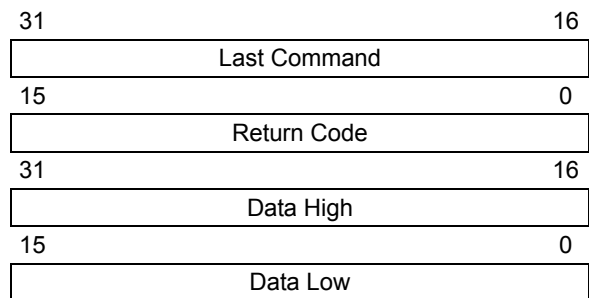 31 16
Last Command
15 0
Return Code
31 16
Data High
15 0
Data Low